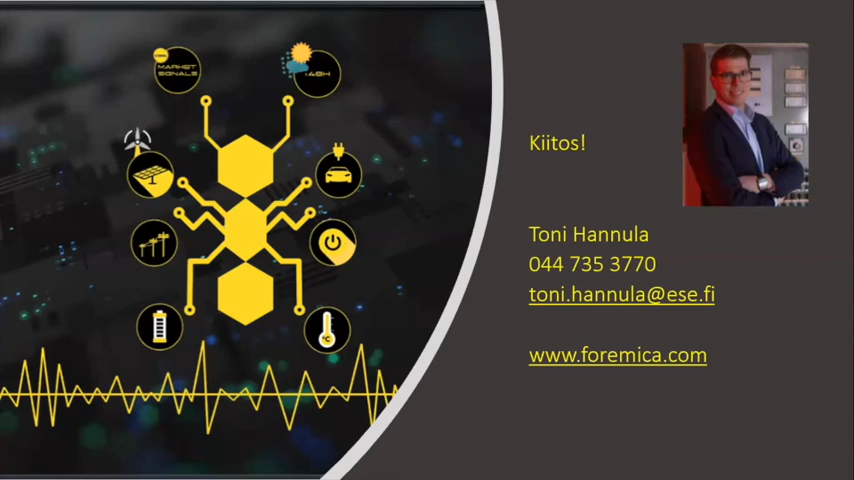 MARKET
SIGNALS
48H
°C
Kiitos!
Toni Hannula
044 735 3770
toni.hannula@ese.fi
www.foremica.com